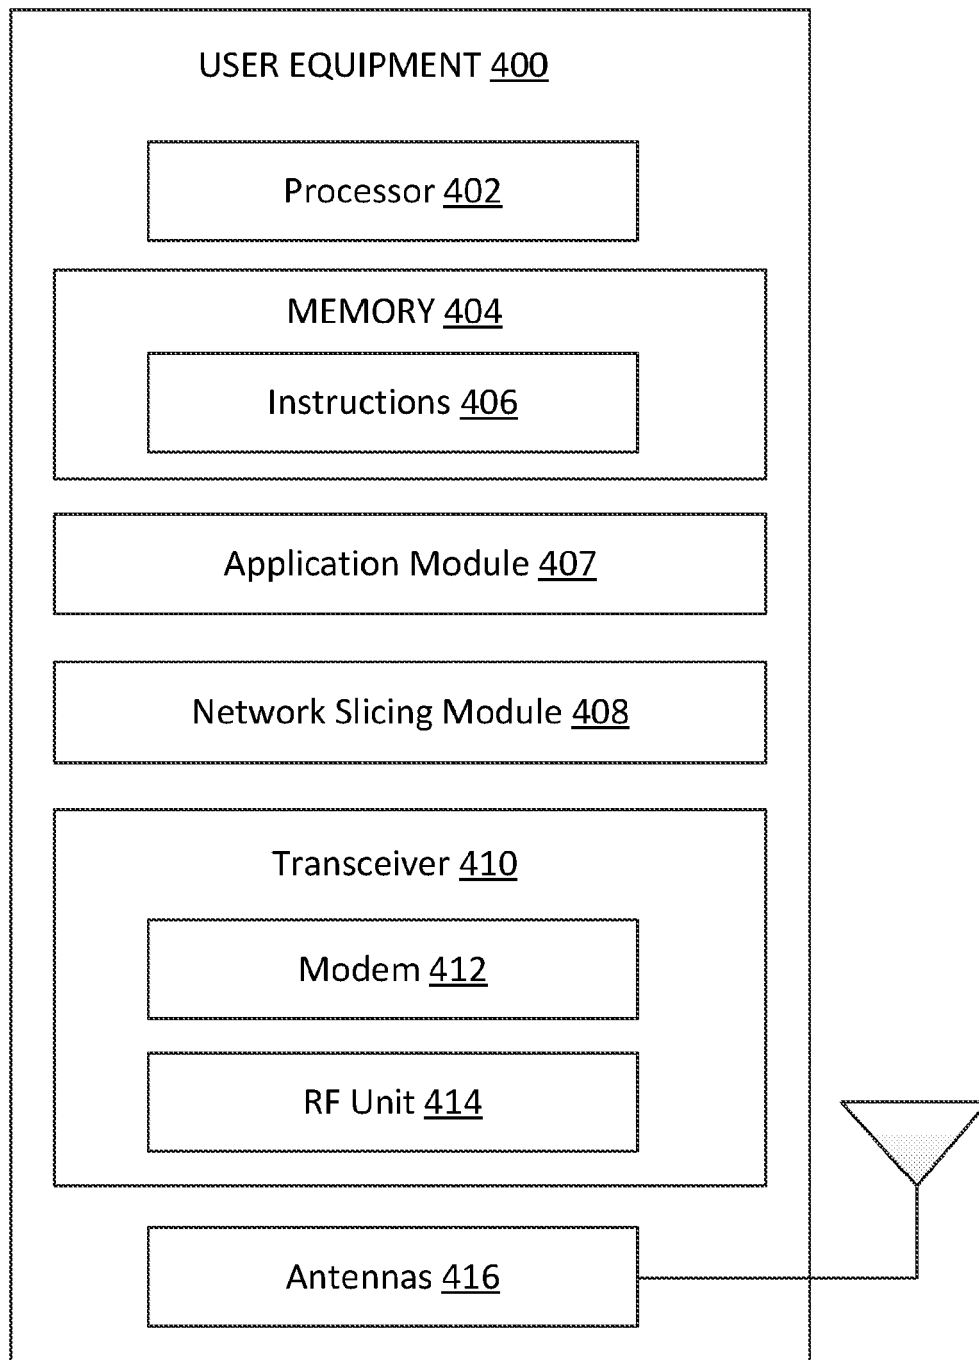 USER EQUIPMENT 400
Processor 402
MEMORY 404
Instructions 406
Application Module 407
Network Slicing Module 408
Transceiver 410
Modem 412
RF Unit 414
Antennas 416